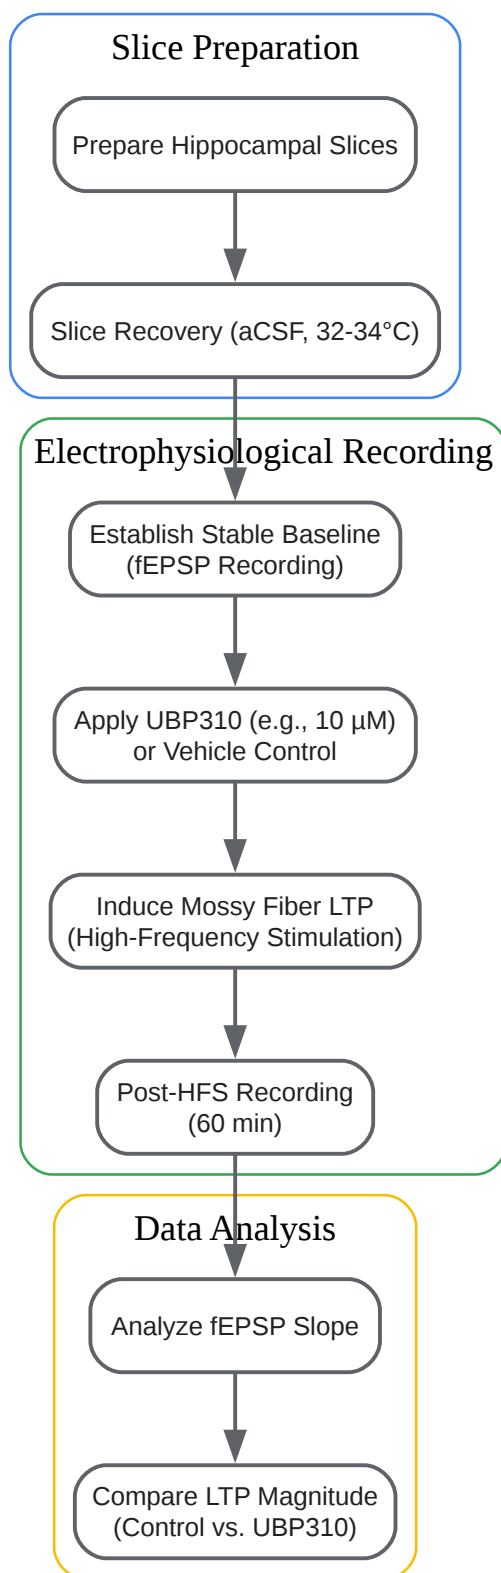 Slice Preparation
Prepare Hippocampal Slices
Slice Recovery (aCSF, 32-34°C)
Electrophysiological Recording
Establish Stable Baseline
(fEPSP Recording)
Apply UBP310 (e.g., 10 µM)
or Vehicle Control
Induce Mossy Fiber LTP
(High-Frequency Stimulation)
Post-HFS Recording
(60 min)
Data Analysis
Analyze fEPSP Slope
Compare LTP Magnitude
(Control vs. UBP310)